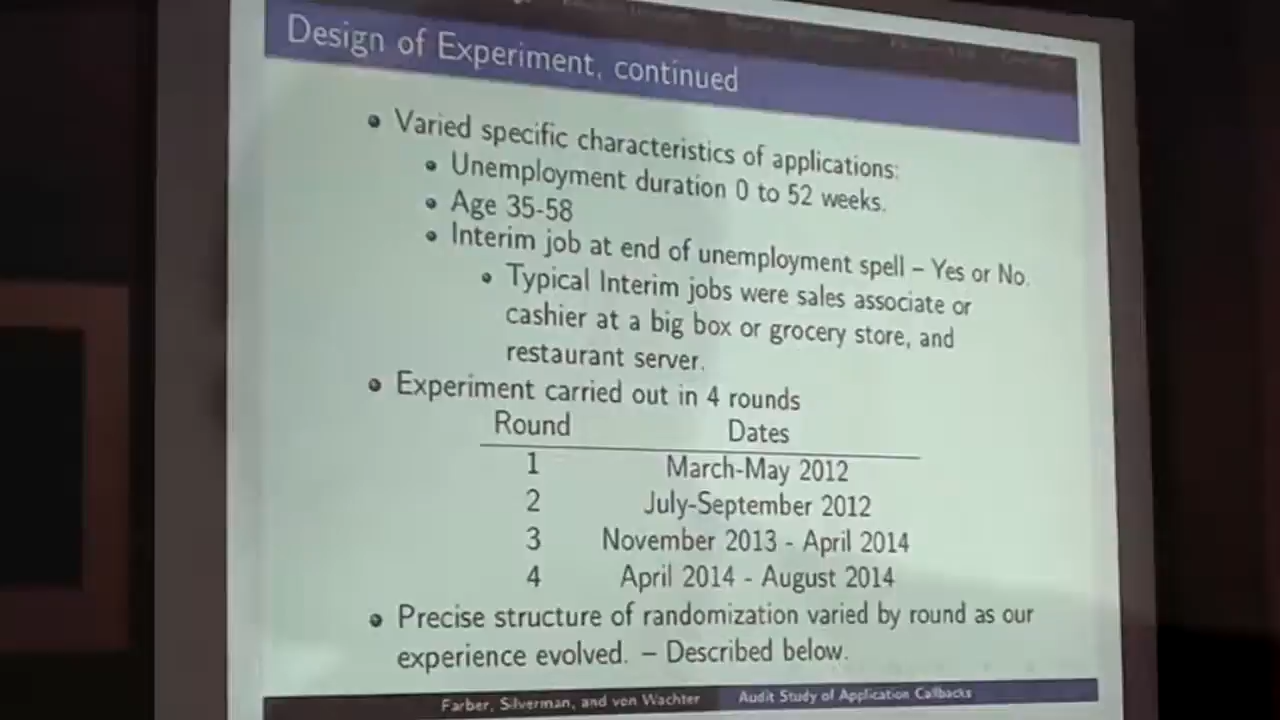 Design of Experiment, continued
• Varied specific characteristics of applications:
• Unemployment duration 0 to 52 weeks.
• Age 35-58
• Interim job at end of unemployment spell – Yes or No.
• Typical Interim jobs were sales associate or
cashier at a big box or grocery store, and
restaurant server.
• Experiment carried out in 4 rounds
Round Dates
1 March-May 2012
2 July-September 2012
3 November 2013 - April 2014
4 April 2014 - August 2014
• Precise structure of randomization varied by round as our
experience evolved. – Described below.
Farber, Silverman, and von Wachter Audit Study of Application Callbacks